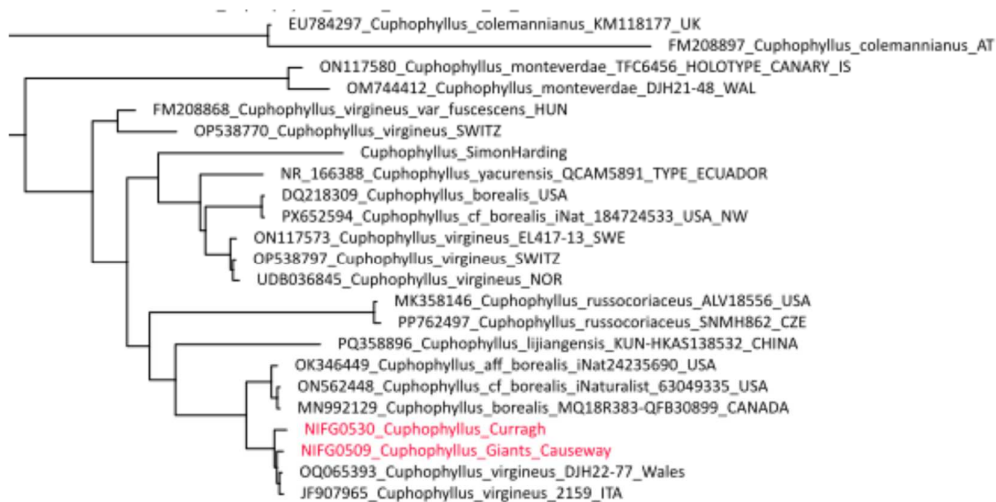 EU784297_Cuphophyllus_colemannianus_KM118177_UK
FM208897_Cuphophyllus_colemannianus_AT
ON117580_Cuphophyllus_monteverdae_TFC6456_HOLOTYPE_CANARY_IS
OM744412_Cuphophyllus_monteverdae_DJH21-48_WAL
FM208868_Cuphophyllus_virgineus_var_fuscescens_HUN
OP538770_Cuphophyllus_virgineus_SWITZ
Cuphophyllus_SimonHarding
NR_166388_Cuphophyllus_yacurensis_QCAM5891_TYPE_ECUADOR
DQ218309_Cuphophyllus_borealis_USA
PX652594_Cuphophyllus_cf_borealis_iNat_184724533_USA_NW
ON117573_Cuphophyllus_virgineus_EL417-13_SWE
OP538797_Cuphophyllus_virgineus_SWITZ
UDB036845_Cuphophyllus_virgineus_NOR
MK358146_Cuphophyllus_russocoriaceus_ALV18556_USA
PP762497_Cuphophyllus_russocoriaceus_SNMH862_CZE
PQ358896_Cuphophyllus_lijiangensis_KUN-HKAS138532_CHINA
OK346449_Cuphophyllus_aff_borealis_iNat24235690_USA
ON562448_Cuphophyllus_cf_borealis_iNaturalist_63049335_USA
MN992129_Cuphophyllus_borealis_MQ18R383-QFB30899_CANADA
NIFG0530_Cuphophyllus_Curragh
NIFG0509_Cuphophyllus_Giants_Causeway
OQ065393_Cuphophyllus_virgineus_DJH22-77_Wales
JF907965_Cuphophyllus_virgineus_2159_ITA